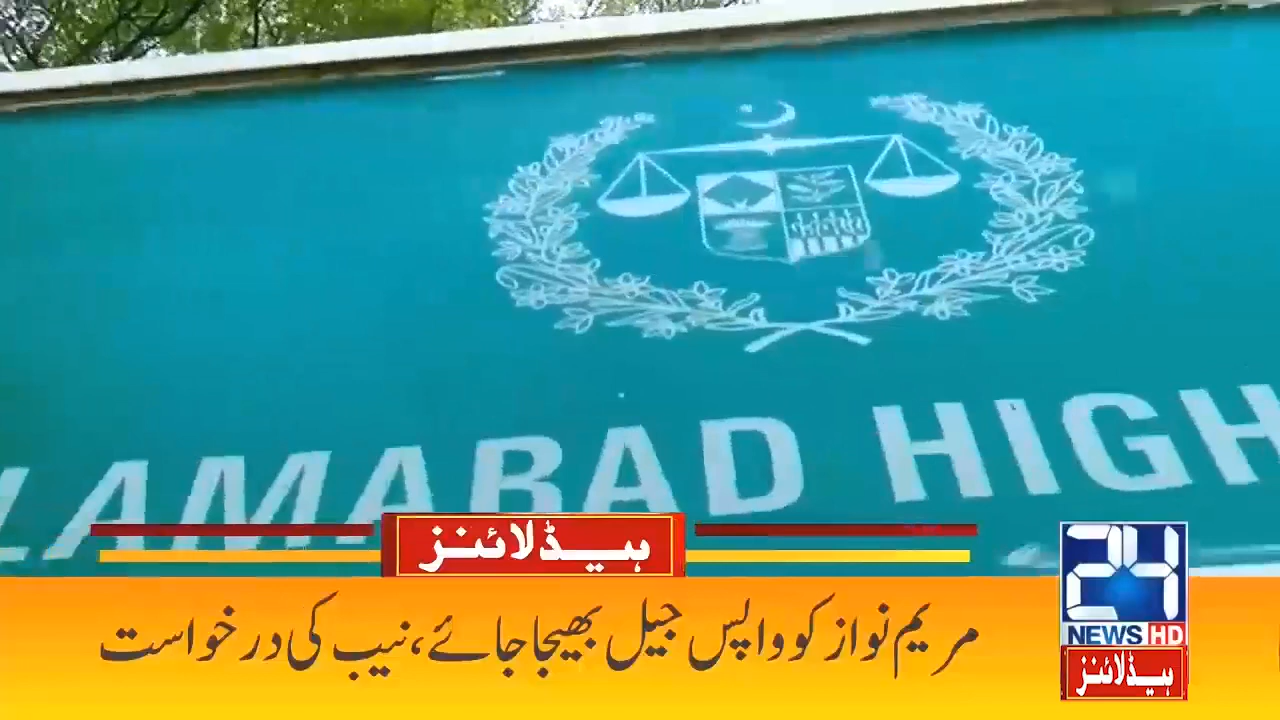 LAMABAD HIGH
ہیڈلائنز
مریم نواز کو واپس جیل بھیجا جائے، نیب کی درخواست
24
NEWS HD
ہیڈلائنز